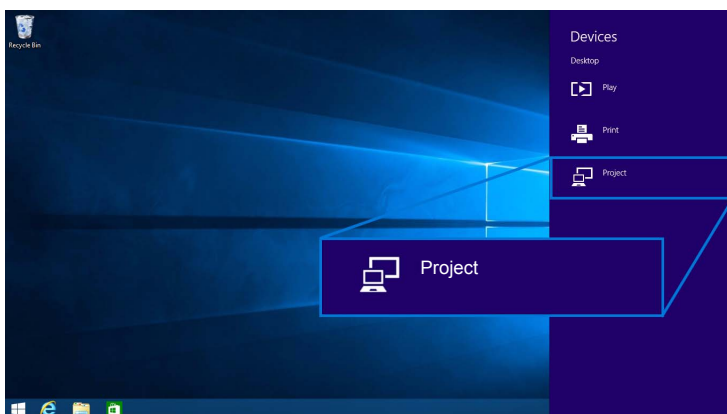 Recycle Bin
Devices
Desktop
Play
Print
Project
Project